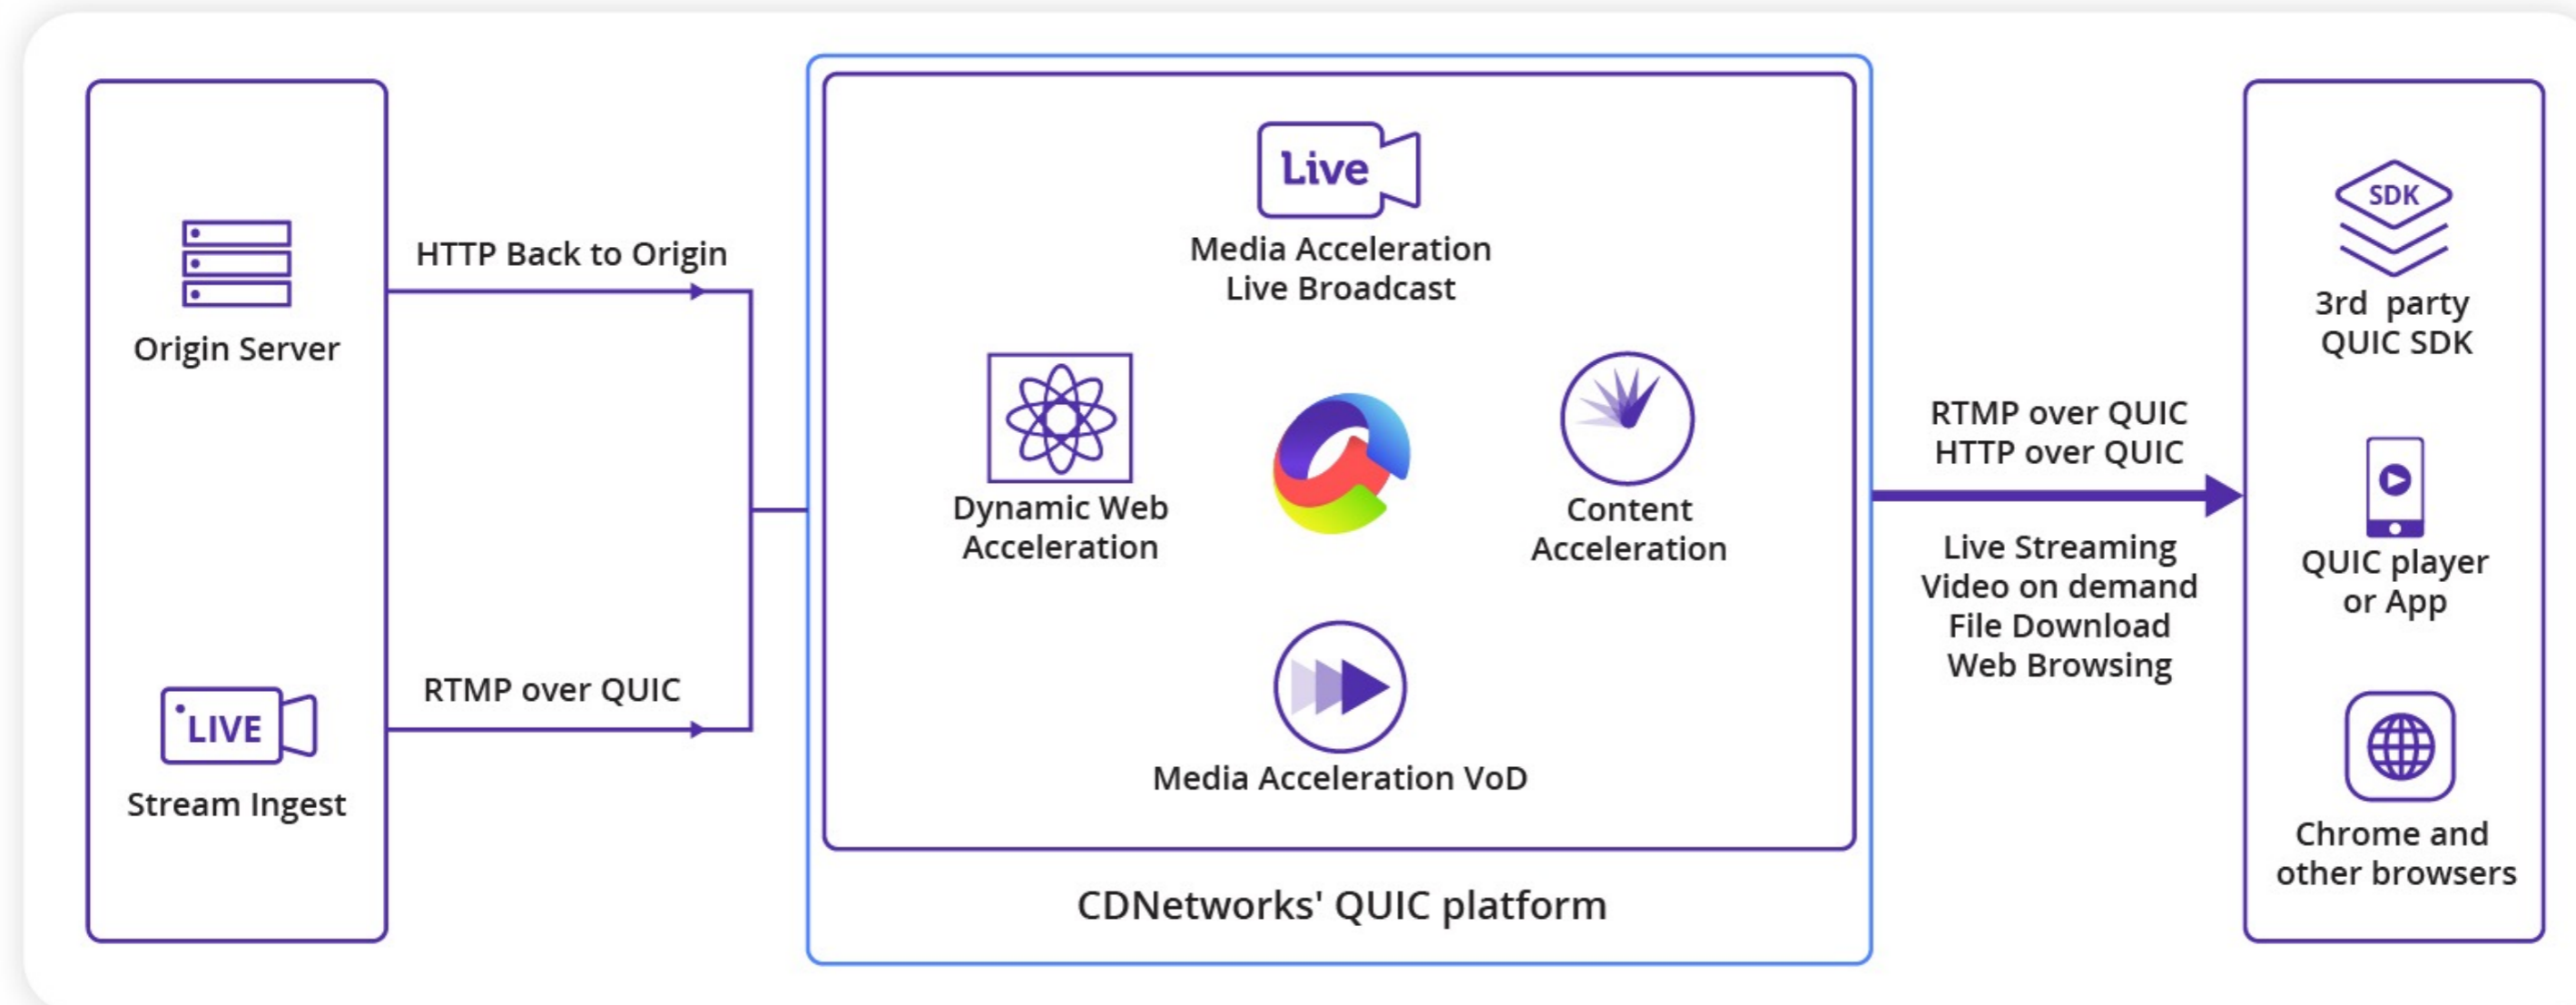 Origin Server
LIVE
Stream Ingest
HTTP Back to Origin
RTMP over QUIC
Live
Media Acceleration
Live Broadcast
Dynamic Web
Acceleration
Content
Acceleration
Media Acceleration VoD
CDNetworks' QUIC platform
RTMP over QUIC
HTTP over QUIC
Live Streaming
Video on demand
File Download
Web Browsing
SDK
3rd party
QUIC SDK
QUIC player
or App
Chrome and
other browsers